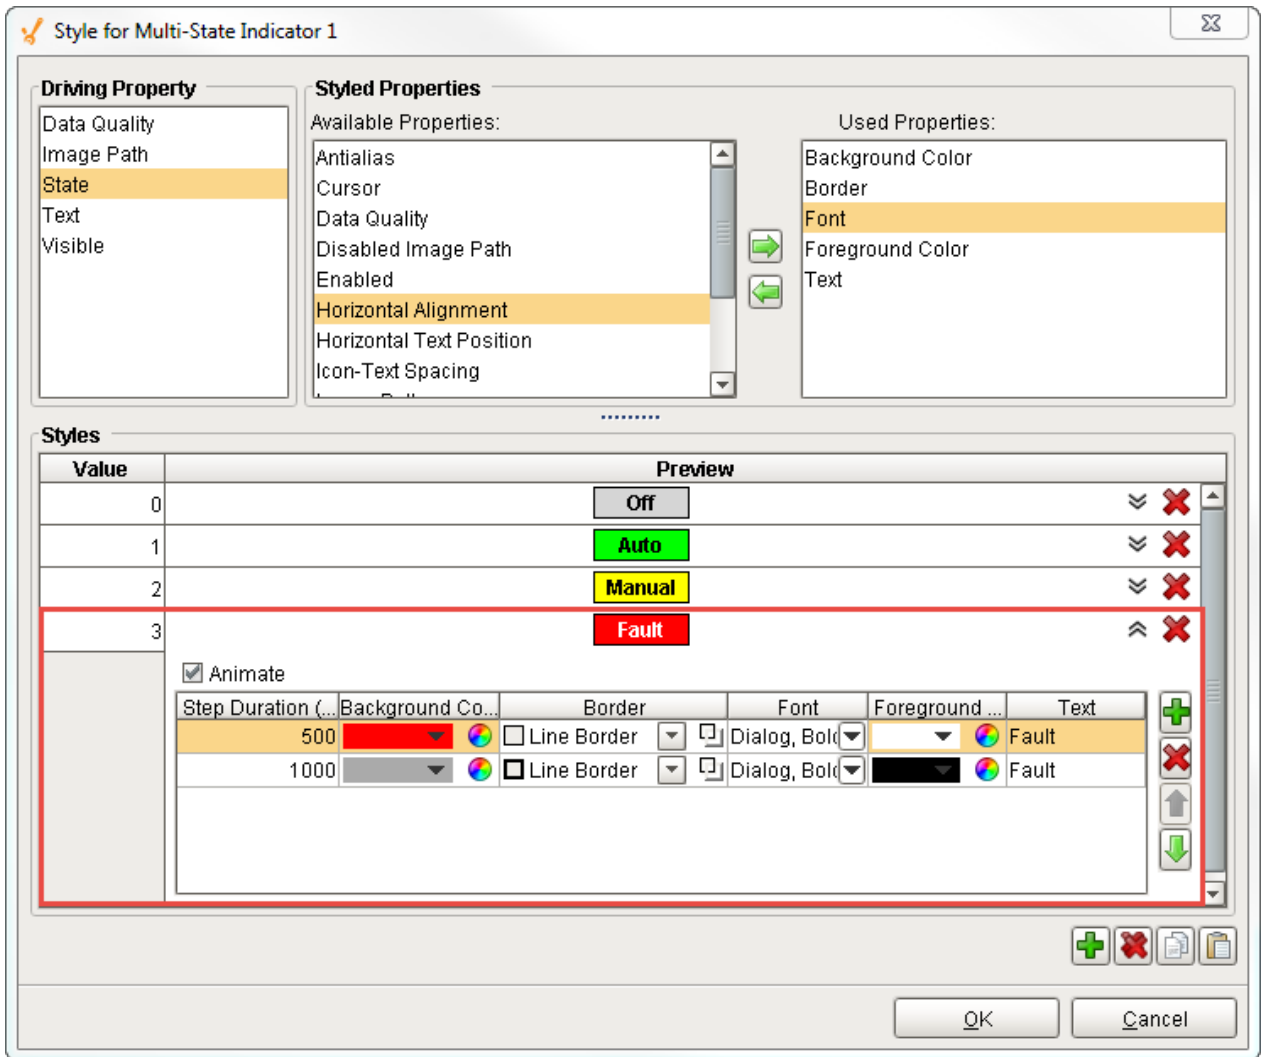 Style for Multi-State Indicator 1
Driving Property
Data Quality
Image Path
State
Text
Visible
Styled Properties
Available Properties:
Antialias
Cursor
Data Quality
Disabled Image Path
Enabled
Horizontal Alignment
Horizontal Text Position
Icon-Text Spacing
Used Properties:
Background Color
Border
Font
Foreground Color
Text
Styles
Value Preview
0 Off
1 Auto
2 Manual
3 Fault
Animate
Step Duration (... Background Co... Border Font Foreground ... Text
500 Line Border Dialog, Bold Fault
1000 Line Border Dialog, Bold Fault
OK Cancel